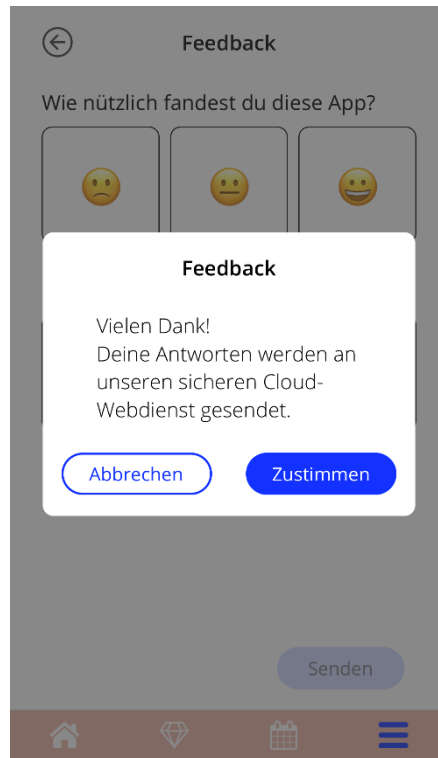 Feedback
Wie nützlich fandest du diese App?
Feedback
Vielen Dank!
Deine Antworten werden an
unseren sicheren Cloud-
Webdienst gesendet.
Abbrechen
Zustimmen
Senden